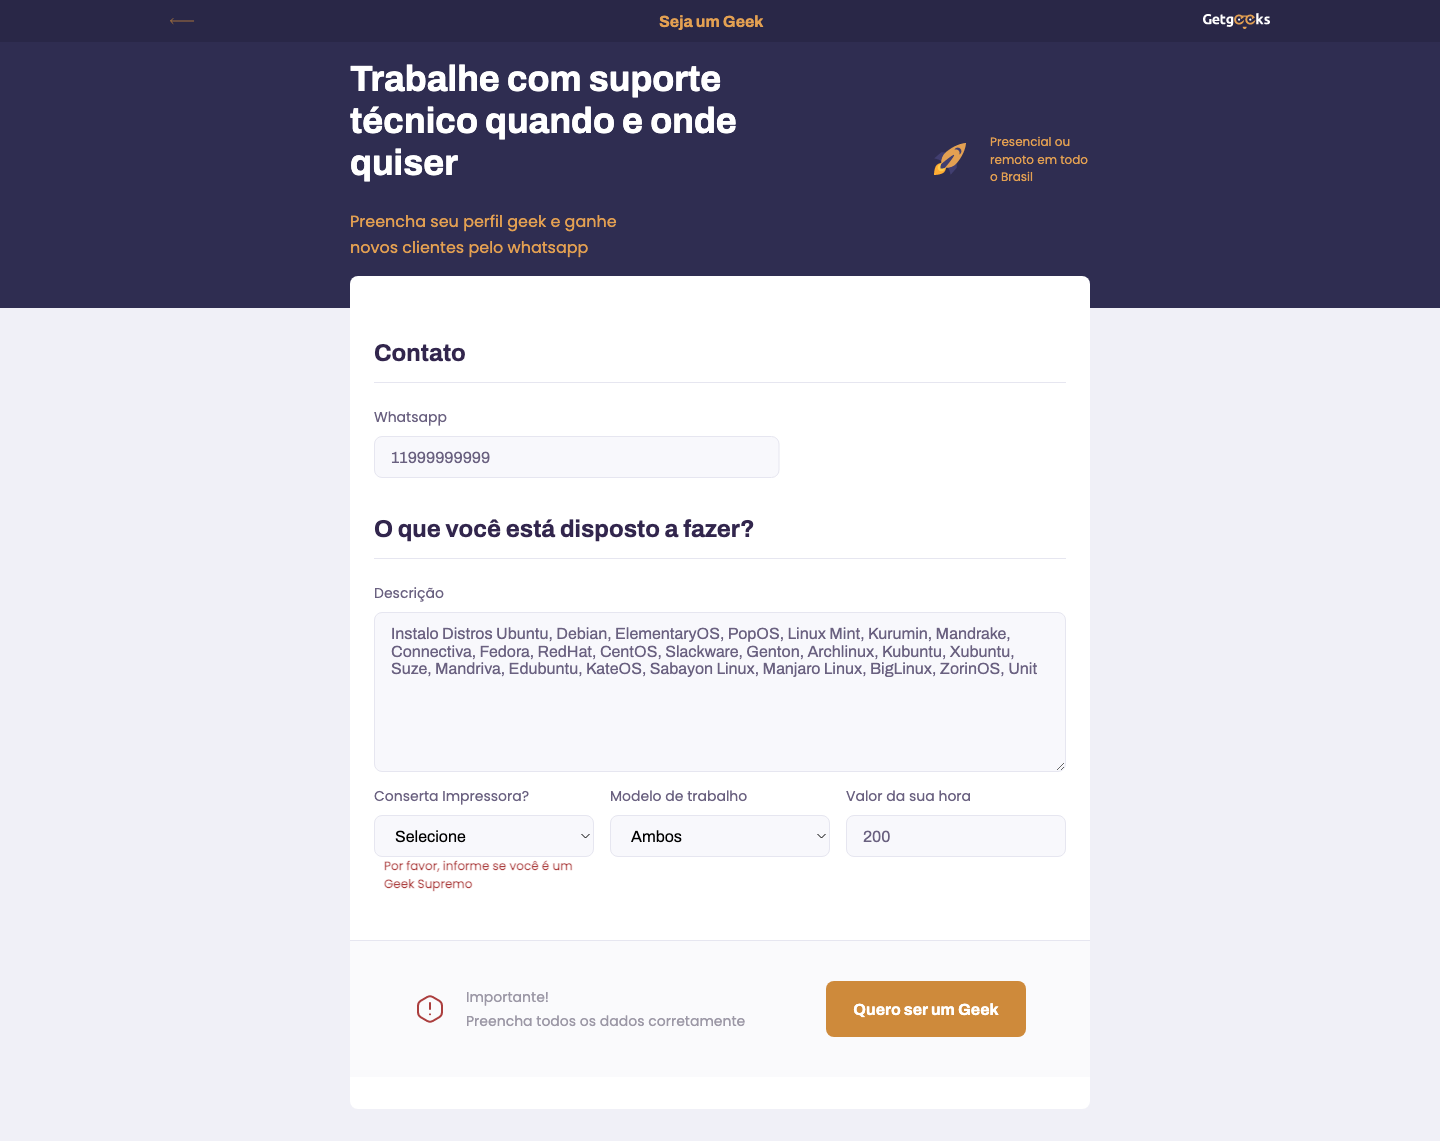 Seja um Geek
Getgeeks
Trabalhe com suporte
técnico quando e onde
quiser
Presencial ou
remoto em todo
o Brasil
Preencha seu perfil geek e ganhe
novos clientes pelo whatsapp
Contato
Whatsapp
11999999999
O que você está disposto a fazer?
Descrição
Instalo Distros Ubuntu, Debian, ElementaryOS, PopOS, Linux Mint, Kurumin, Mandrake,
Connectiva, Fedora, RedHat, CentOS, Slackware, Genton, Archlinux, Kubuntu, Xubuntu,
Suze, Mandriva, Edubuntu, KateOS, Sabayon Linux, Manjaro Linux, BigLinux, ZorinOS, Unit
Conserta Impressora? Modelo de trabalho Valor da sua hora
Selecione Ambos 200
Por favor, informe se você é um
Geek Supremo
Importante!
Preencha todos os dados corretamente
Quero ser um Geek